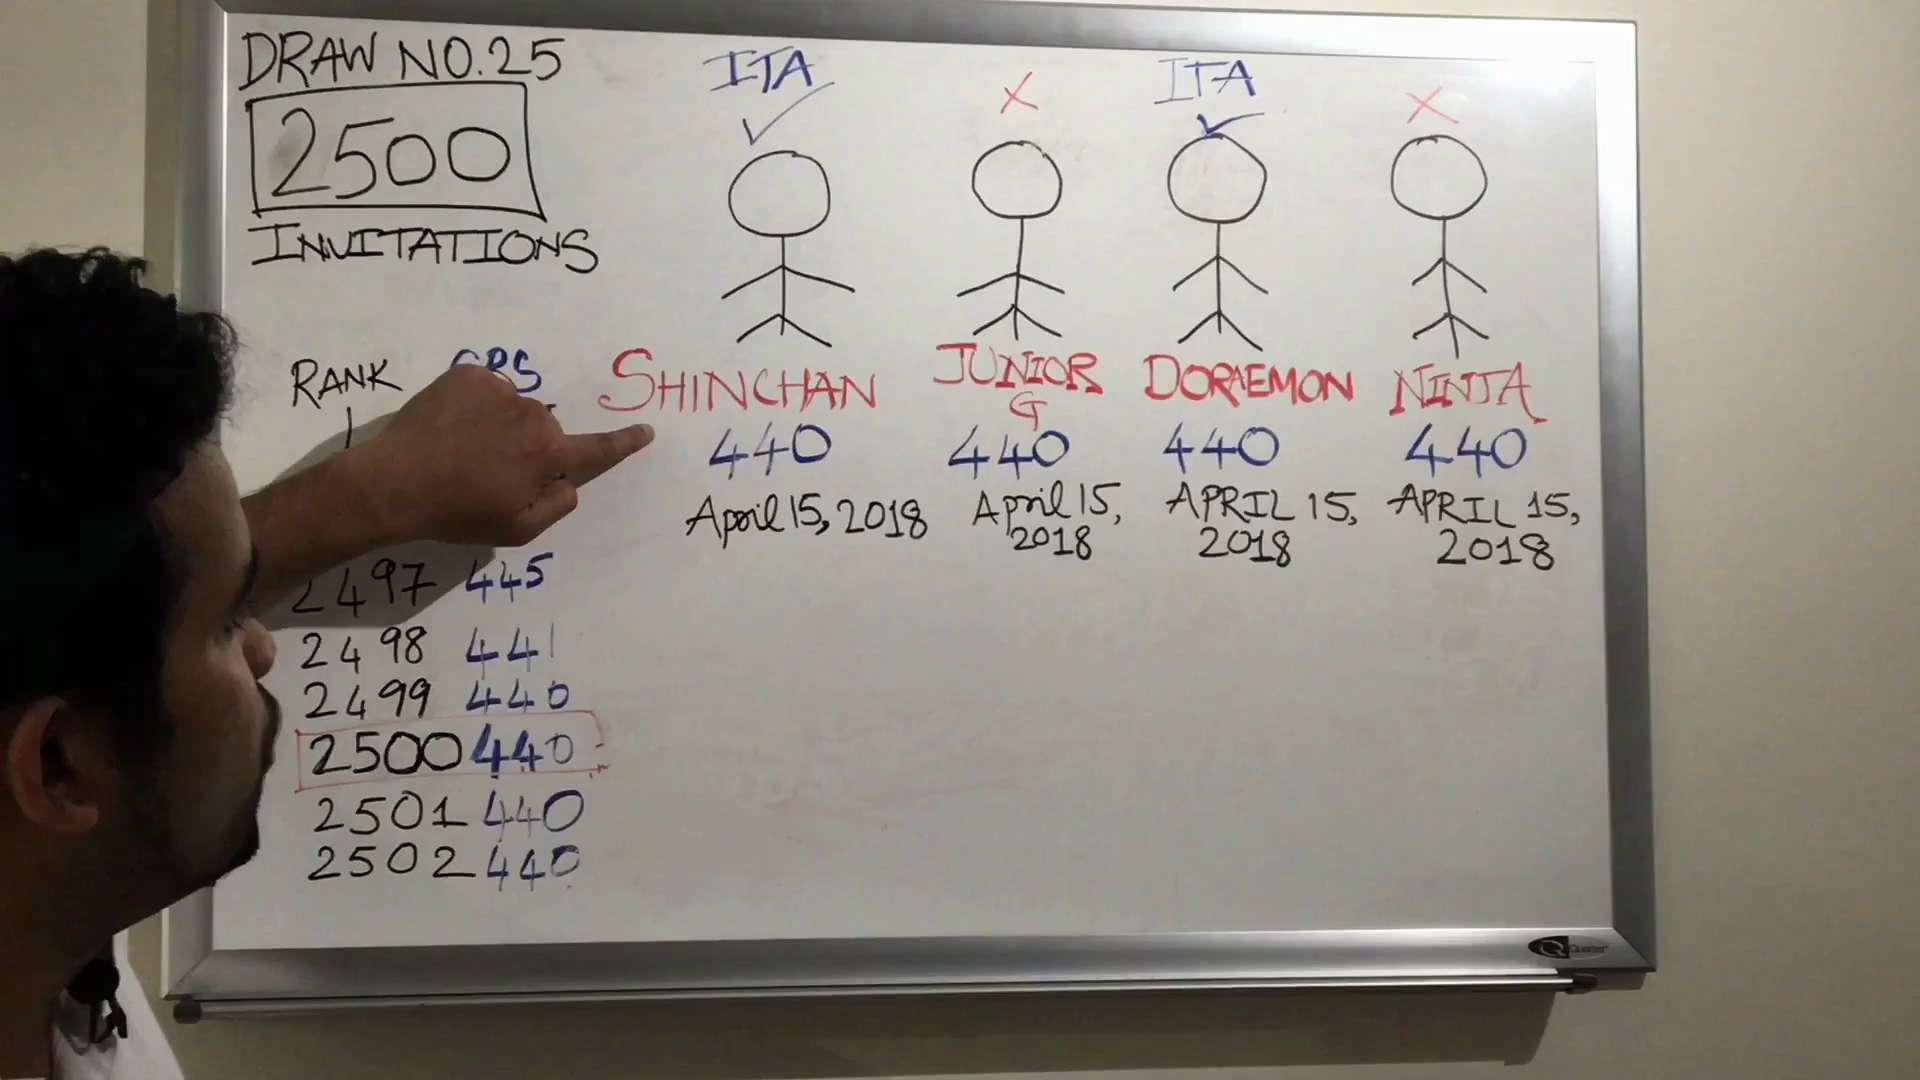 DRAW NO.25
2500
INVITATIONS
ITA
ITA
SHINCHAN
440
April 15, 2018
JUNIOR
G
440
April 15,
2018
DORAEMON
440
APRIL 15,
2018
NINJA
440
APRIL 15,
2018
RANK
1
2497 445
2498 441
2499 440
2500 440
2501 440
2502 440
Quartet